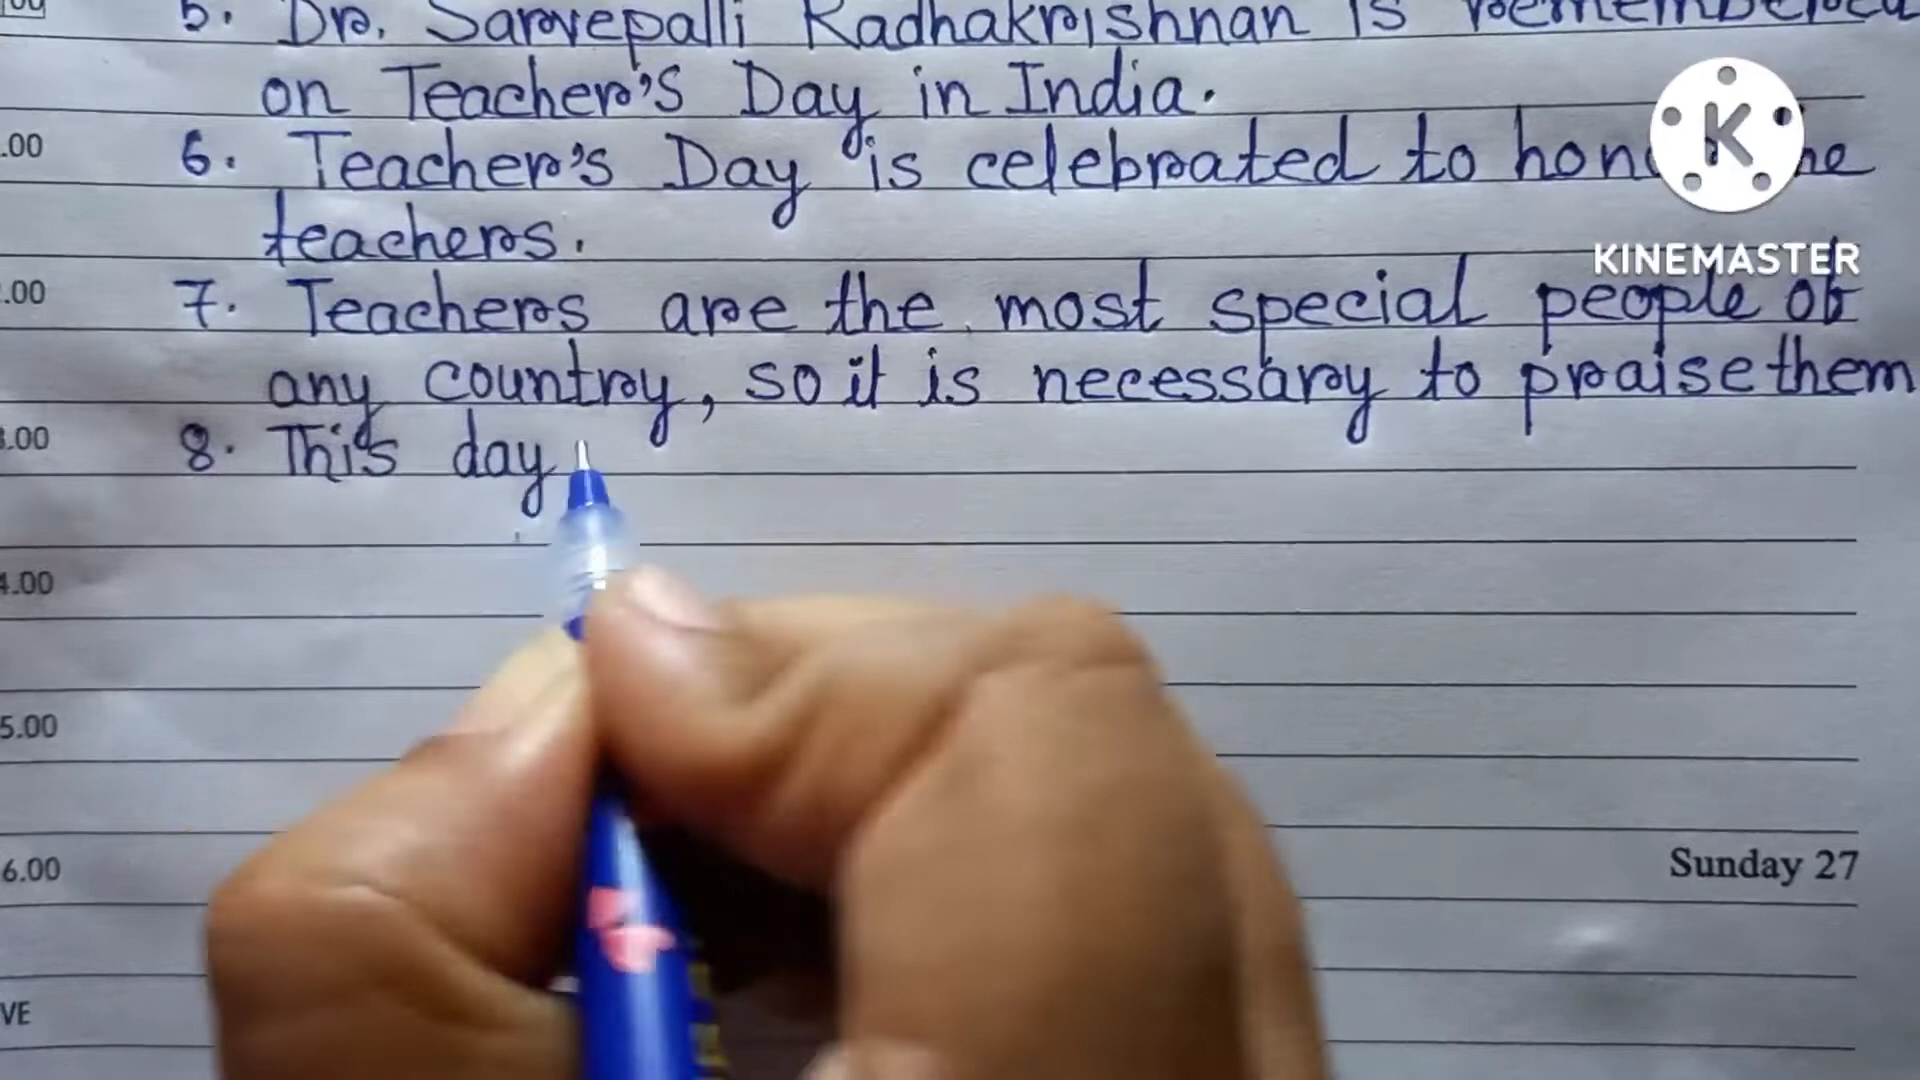 5. Dr. Sarvepalli Radhakrishnan is remembered
on Teacher's Day in India.
.00
6. Teacher's Day is celebrated to
teachers.
KINEMASTER
.00
7. Teachers are the most special people of
any country, so it is necessary to praise them
.00
8. This day
4.00
5.00
6.00
Sunday 27
VE